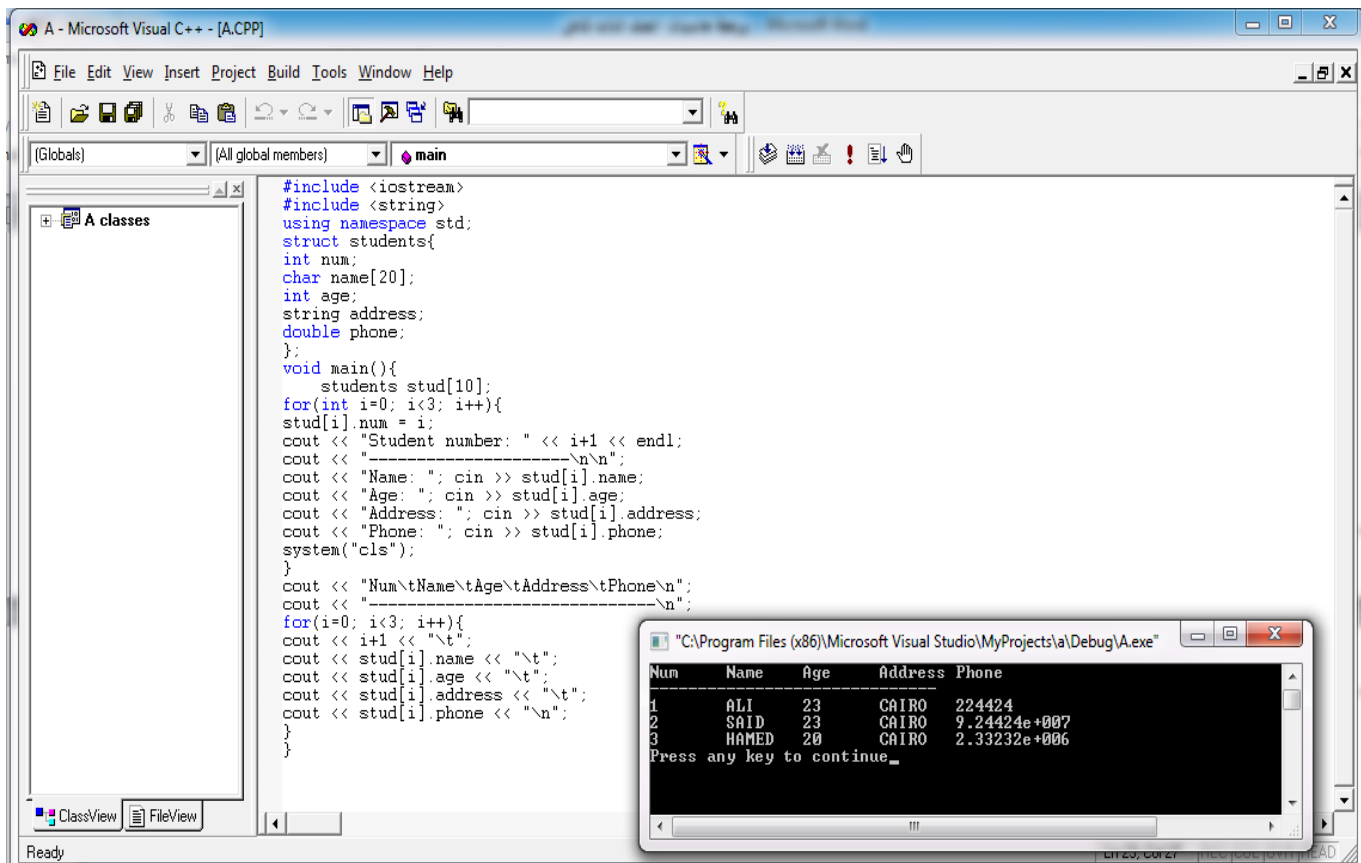 A - Microsoft Visual C++ - [A.CPP]
File Edit View Insert Project Build Tools Window Help
(Globals) (All global members) main
A classes
#include <iostream>
#include <string>
using namespace std;
struct students{
int num;
char name[20];
int age;
string address;
double phone;
};
void main(){
students stud[10];
for(int i=0; i<3; i++){
stud[i].num = i;
cout << "Student number: " << i+1 << endl;
cout << "---------------------\n\n";
cout << "Name: "; cin >> stud[i].name;
cout << "Age: "; cin >> stud[i].age;
cout << "Address: "; cin >> stud[i].address;
cout << "Phone: "; cin >> stud[i].phone;
system("cls");
}
cout << "Num\tName\tAge\tAddress\tPhone\n";
cout << "------------------------------\n";
for(i=0; i<3; i++){
cout << i+1 << "\t";
cout << stud[i].name << "\t";
cout << stud[i].age << "\t";
cout << stud[i].address << "\t";
cout << stud[i].phone << "\n";
}
}
"C:\Program Files (x86)\Microsoft Visual Studio\MyProjects\a\Debug\A.exe"
Num Name Age Address Phone
------------------------------
1 ALI 23 CAIRO 224424
2 SAID 23 CAIRO 9.24424e+007
3 HAMED 20 CAIRO 2.33232e+006
Press any key to continue_
ClassView FileView
Ready